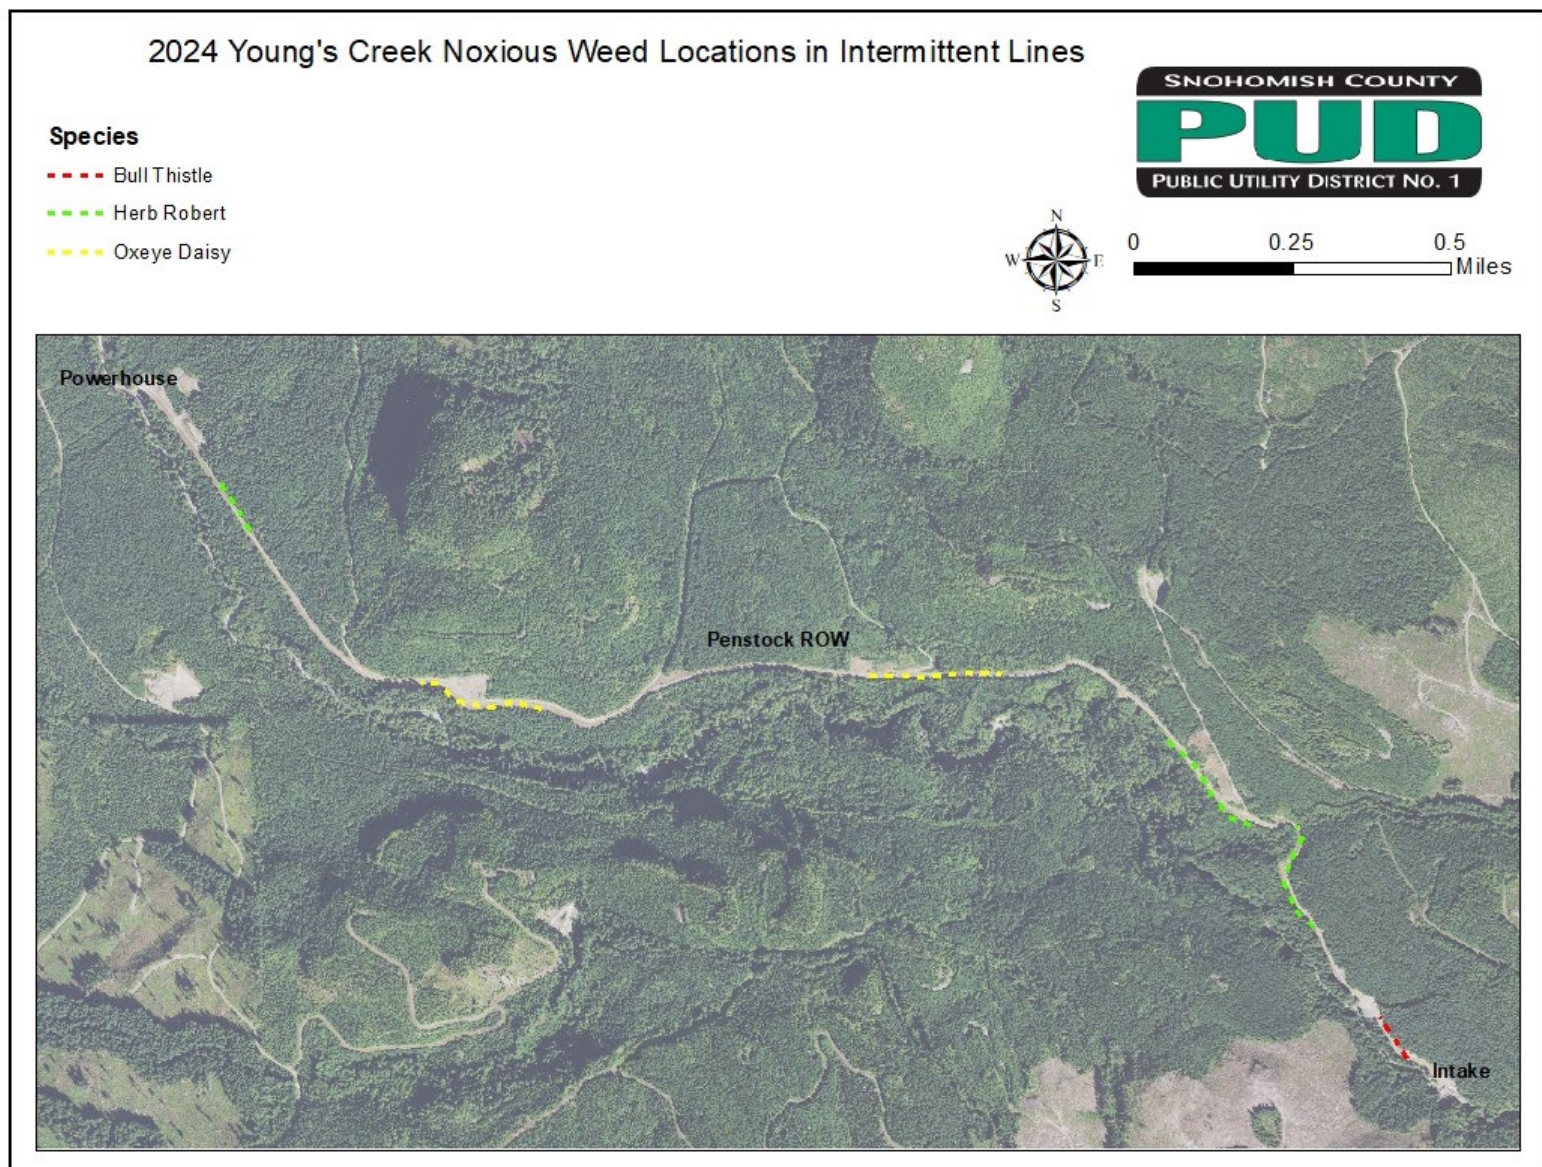 2024 Young's Creek Noxious Weed Locations in Intermittent Lines
SNOHOMISH COUNTY
PUD
PUBLIC UTILITY DISTRICT NO. 1
Species
Bull Thistle
Herb Robert
Oxeye Daisy
N
W E
S
0 0.25 0.5
Miles
Powerhouse
Penstock ROW
Intake